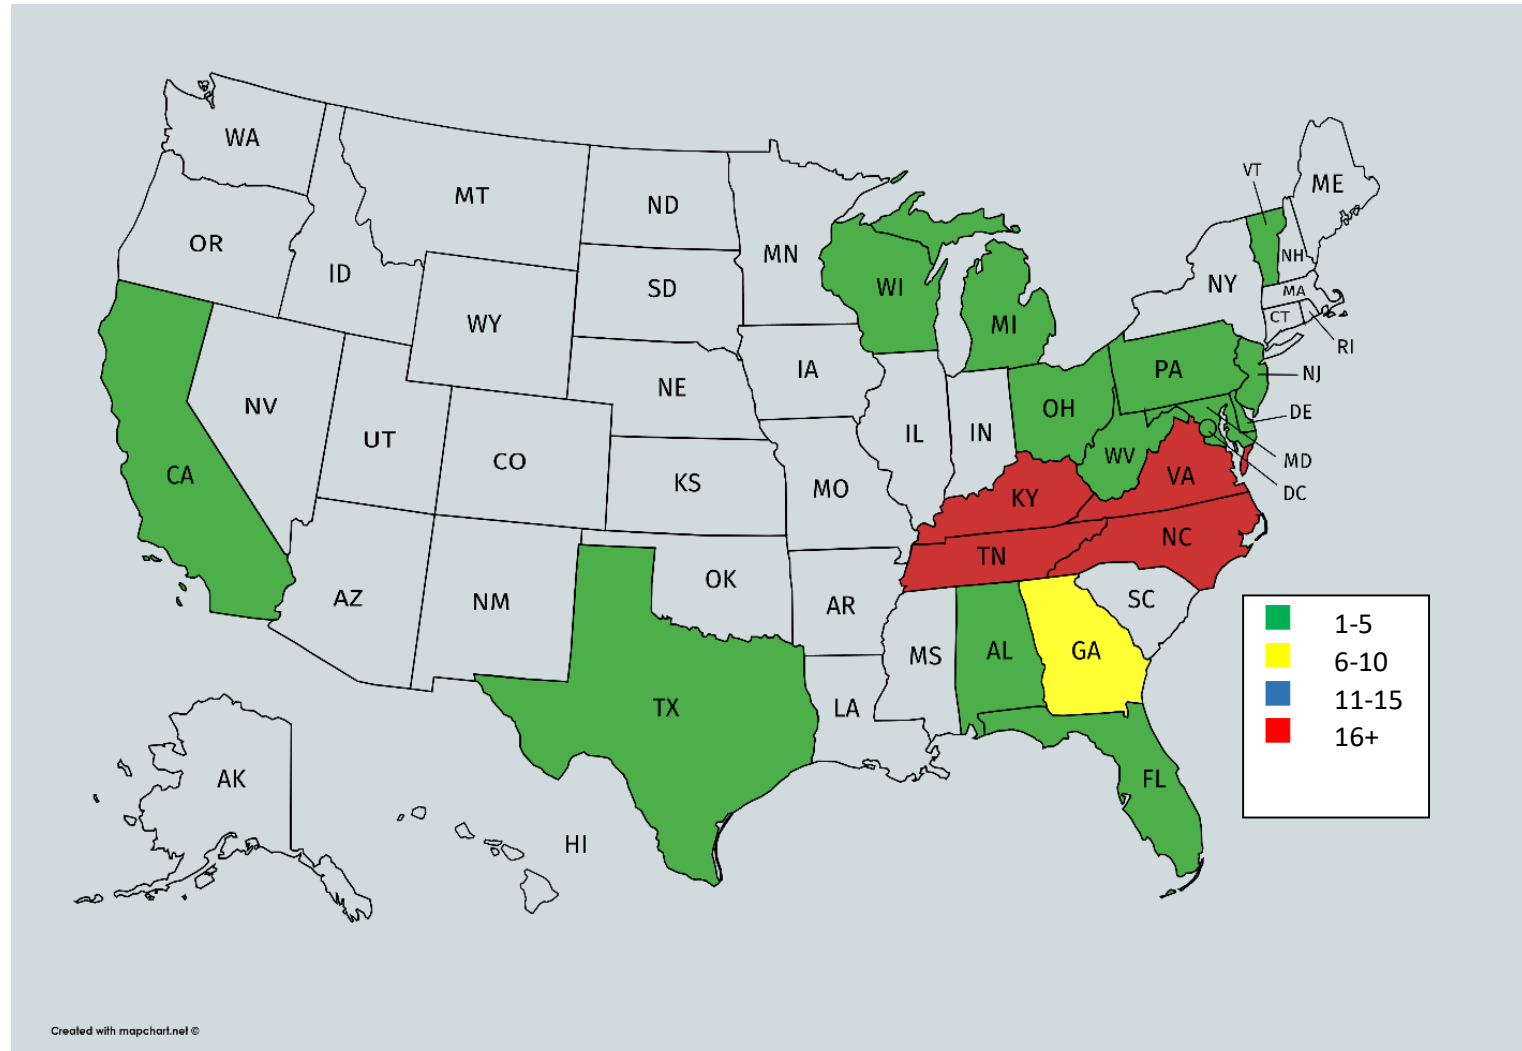 WA
MT
ND
MN
VT
ME
OR
ID
SD
WI
NH
NY
MA
WY
MI
CT
RI
IA
NE
PA
NJ
NV
OH
DE
UT
IL
IN
CO
WV
MD
CA
KS
MO
KY
VA
DC
TN
NC
OK
AZ
NM
AR
SC
1-5
MS
AL
GA
6-10
TX
LA
11-15
16+
AK
FL
HI
Created with mapchart.net ©